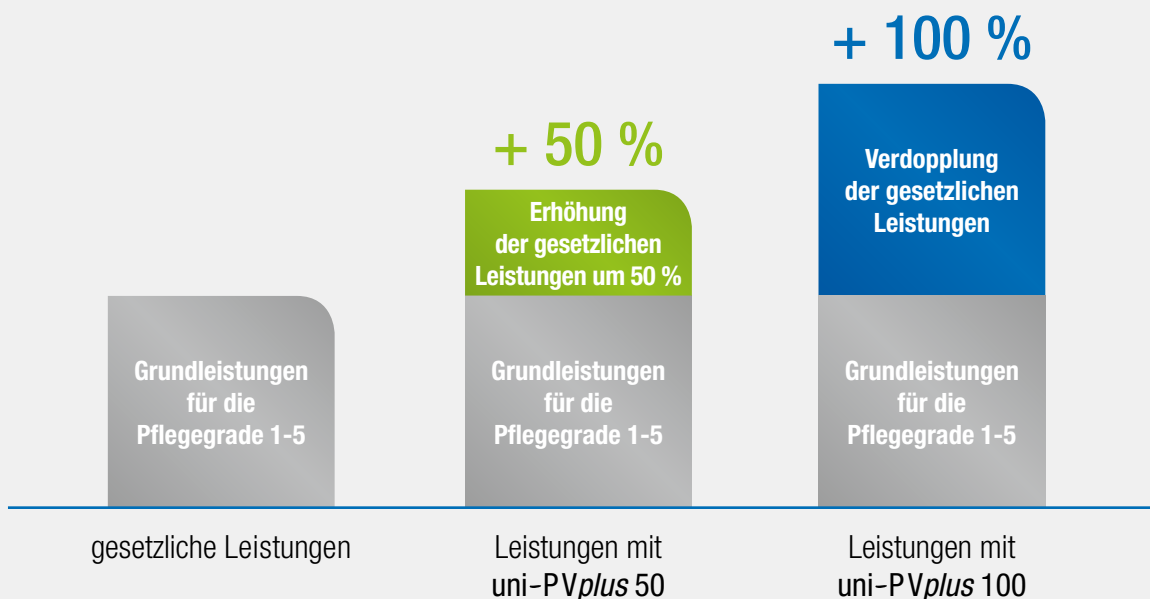 + 100 %
+ 50 %
Verdopplung
der gesetzlichen
Leistungen
Erhöhung
der gesetzlichen
Leistungen um 50 %
Grundleistungen
für die
Pflegegrade 1-5
Grundleistungen
für die
Pflegegrade 1-5
Grundleistungen
für die
Pflegegrade 1-5
gesetzliche Leistungen
Leistungen mit
uni-PVplus 50
Leistungen mit
uni-PVplus 100